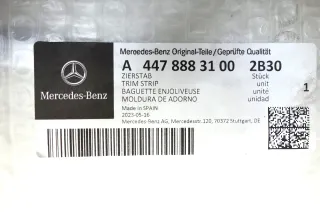 Mercedes-Benz Original-Teile/Geprüfte Qualität
A 447 888 31 00 2B30
ZIERSTAB Stück
TRIM STRIP unit
BAGUETTE ENJOLIVEUSE unité
MOLDURA DE ADORNO unidad
1
Mercedes-Benz
Made in SPAIN
2023-05-16
Mercedes-Benz AG, Mercedesstr. 120, 70372 Stuttgart, DE